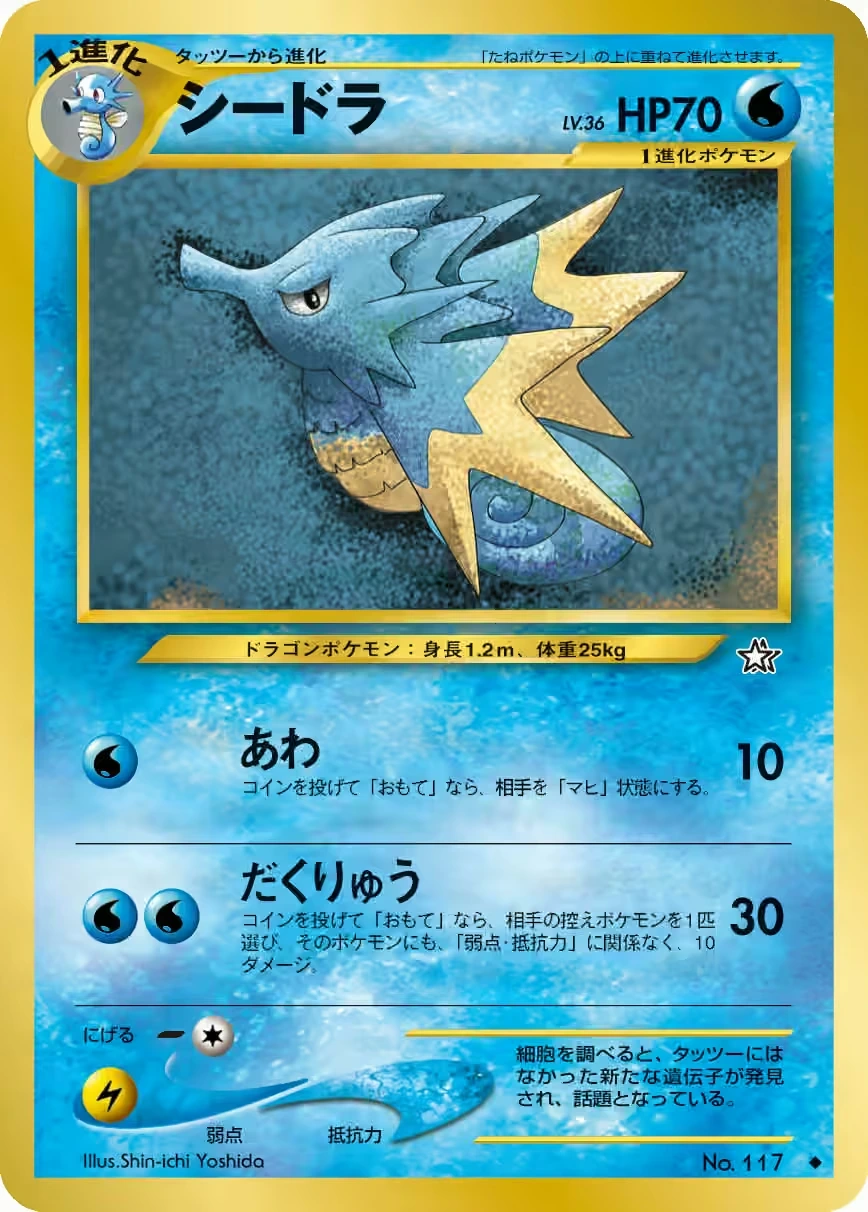 1進化
タッツーから進化
「たねポケモン」の上に重ねて進化させます。
シードラ
LV.36 HP70
1進化ポケモン
ドラゴンポケモン：身長1.2m、体重25kg
あわ
10
コインを投げて「おもて」なら、相手を「マヒ」状態にする。
だくりゅう
30
コインを投げて「おもて」なら、相手の控えポケモンを1匹
選び、そのポケモンにも、「弱点・抵抗力」に関係なく、10
ダメージ。
にげる
細胞を調べると、タッツーには
なかった新たな遺伝子が発見
され、話題となっている。
弱点 抵抗力
Illus.Shin-ichi Yoshida
No. 117